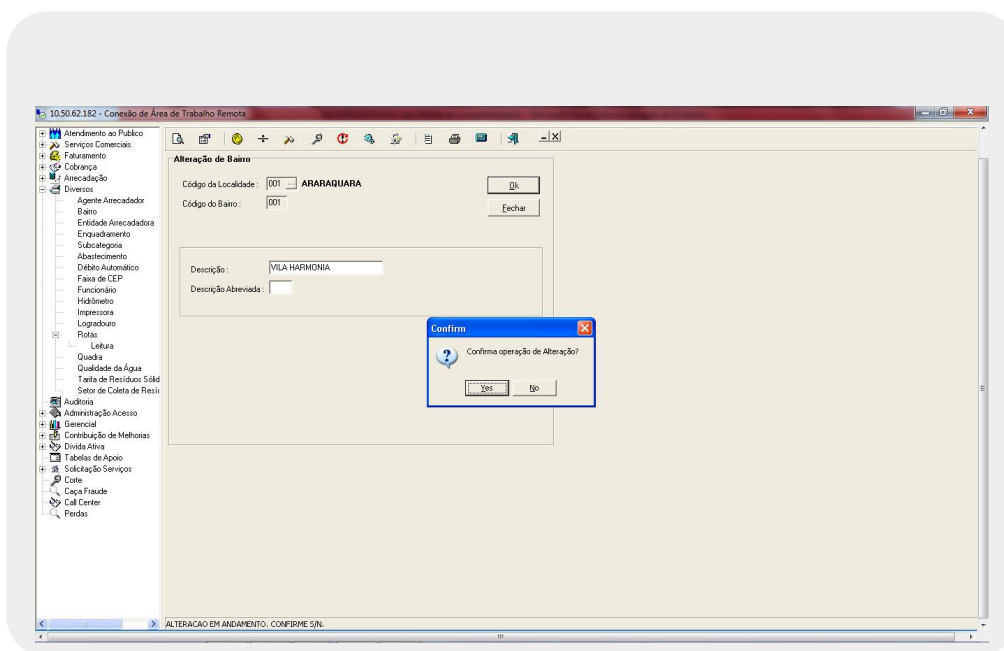 10.50.62.182 - Conexão de Área de Trabalho Remota
Atendimento ao Publico
Serviços Comerciais
Faturamento
Cobrança
Arrecadação
Diversos
Agente Arrecadador
Bairro
Entidade Arrecadadora
Enquadramento
Subcategoria
Abastecimento
Débito Automático
Faixa de CEP
Funcionário
Hidrômetro
Impressora
Logradouro
Rotas
Leitura
Quadra
Qualidade da Água
Tarifa de Resíduos Sólid
Setor de Coleta de Resíc
Auditoria
Administração Acesso
Gerencial
Contribuição de Melhorias
Divida Ativa
Tabelas de Apoio
Solicitação Serviços
Corte
Caça Fraude
Call Center
Perdas
Alteração de Bairro
Código da Localidade : 001 ... ARARAQUARA
Ok
Código do Bairro : 001
Fechar
Descrição : VILA HARMONIA
Descrição Abreviada :
Confirm
Confirma operação de Alteração?
Yes No
ALTERACAO EM ANDAMENTO. CONFIRME S/N.